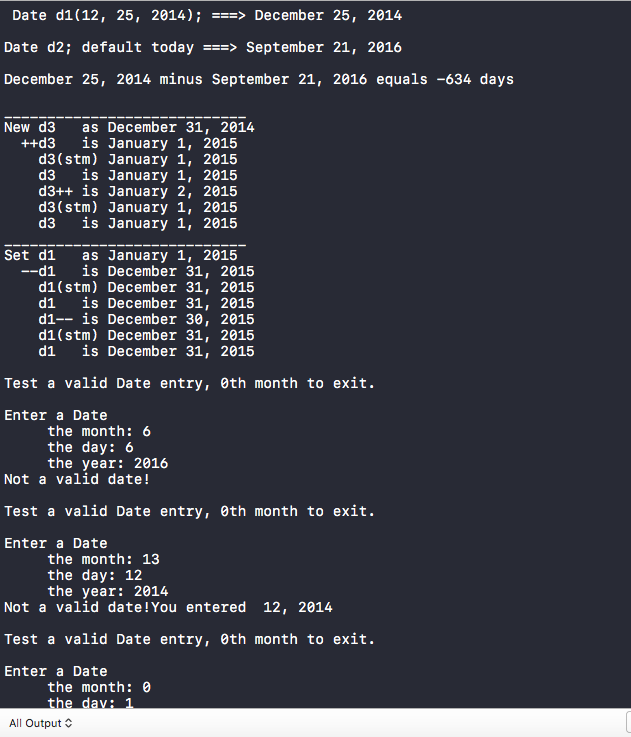 Date d1(12, 25, 2014); ===> December 25, 2014
Date d2; default today ===> September 21, 2016
December 25, 2014 minus September 21, 2016 equals -634 days
____________________________
New d3   as December 31, 2014
  ++d3   is January 1, 2015
    d3(stm) January 1, 2015
    d3   is January 1, 2015
    d3++ is January 2, 2015
    d3(stm) January 1, 2015
    d3   is January 1, 2015
____________________________
Set d1   as January 1, 2015
  --d1   is December 31, 2015
    d1(stm) December 31, 2015
    d1   is December 31, 2015
    d1-- is December 30, 2015
    d1(stm) December 31, 2015
    d1   is December 31, 2015
Test a valid Date entry, 0th month to exit.
Enter a Date
     the month: 6
     the day: 6
     the year: 2016
Not a valid date!
Test a valid Date entry, 0th month to exit.
Enter a Date
     the month: 13
     the day: 12
     the year: 2014
Not a valid date!You entered  12, 2014
Test a valid Date entry, 0th month to exit.
Enter a Date
     the month: 0
     the day: 1
All Output